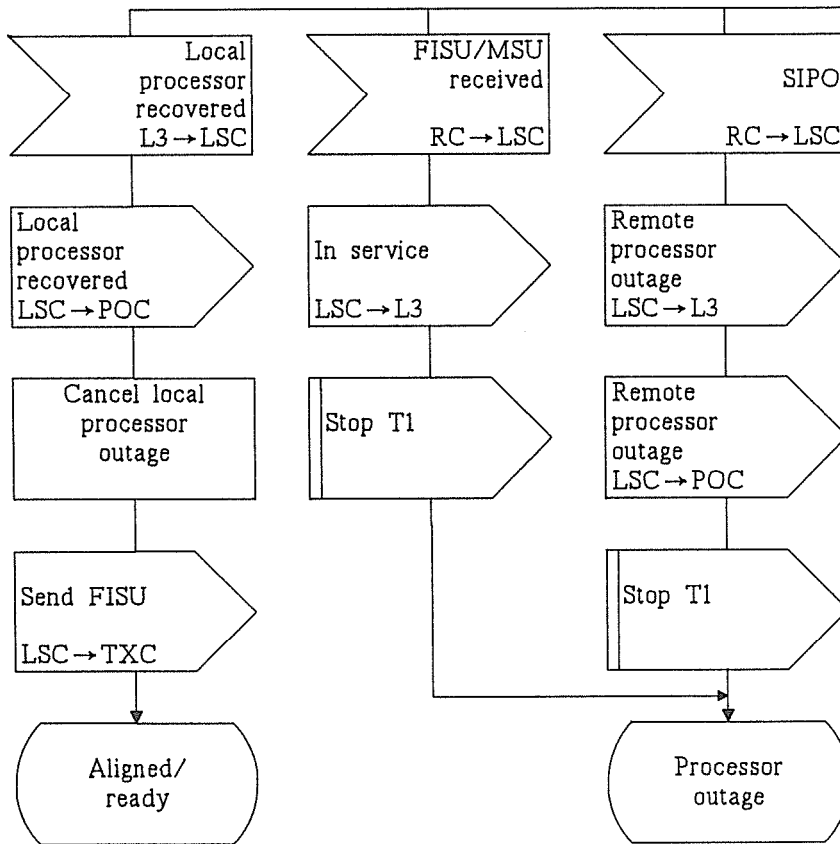 Local
processor
recovered
L3→LSC
Local
processor
recovered
LSC→POC
Cancel local
processor
outage
Send FISU
LSC→TXC
Aligned/
ready
FISU/MSU
received
RC→LSC
In service
LSC→L3
Stop T1
SIPO
RC→LSC
Remote
processor
outage
LSC→L3
Remote
processor
outage
LSC→POC
Stop T1
Processor
outage